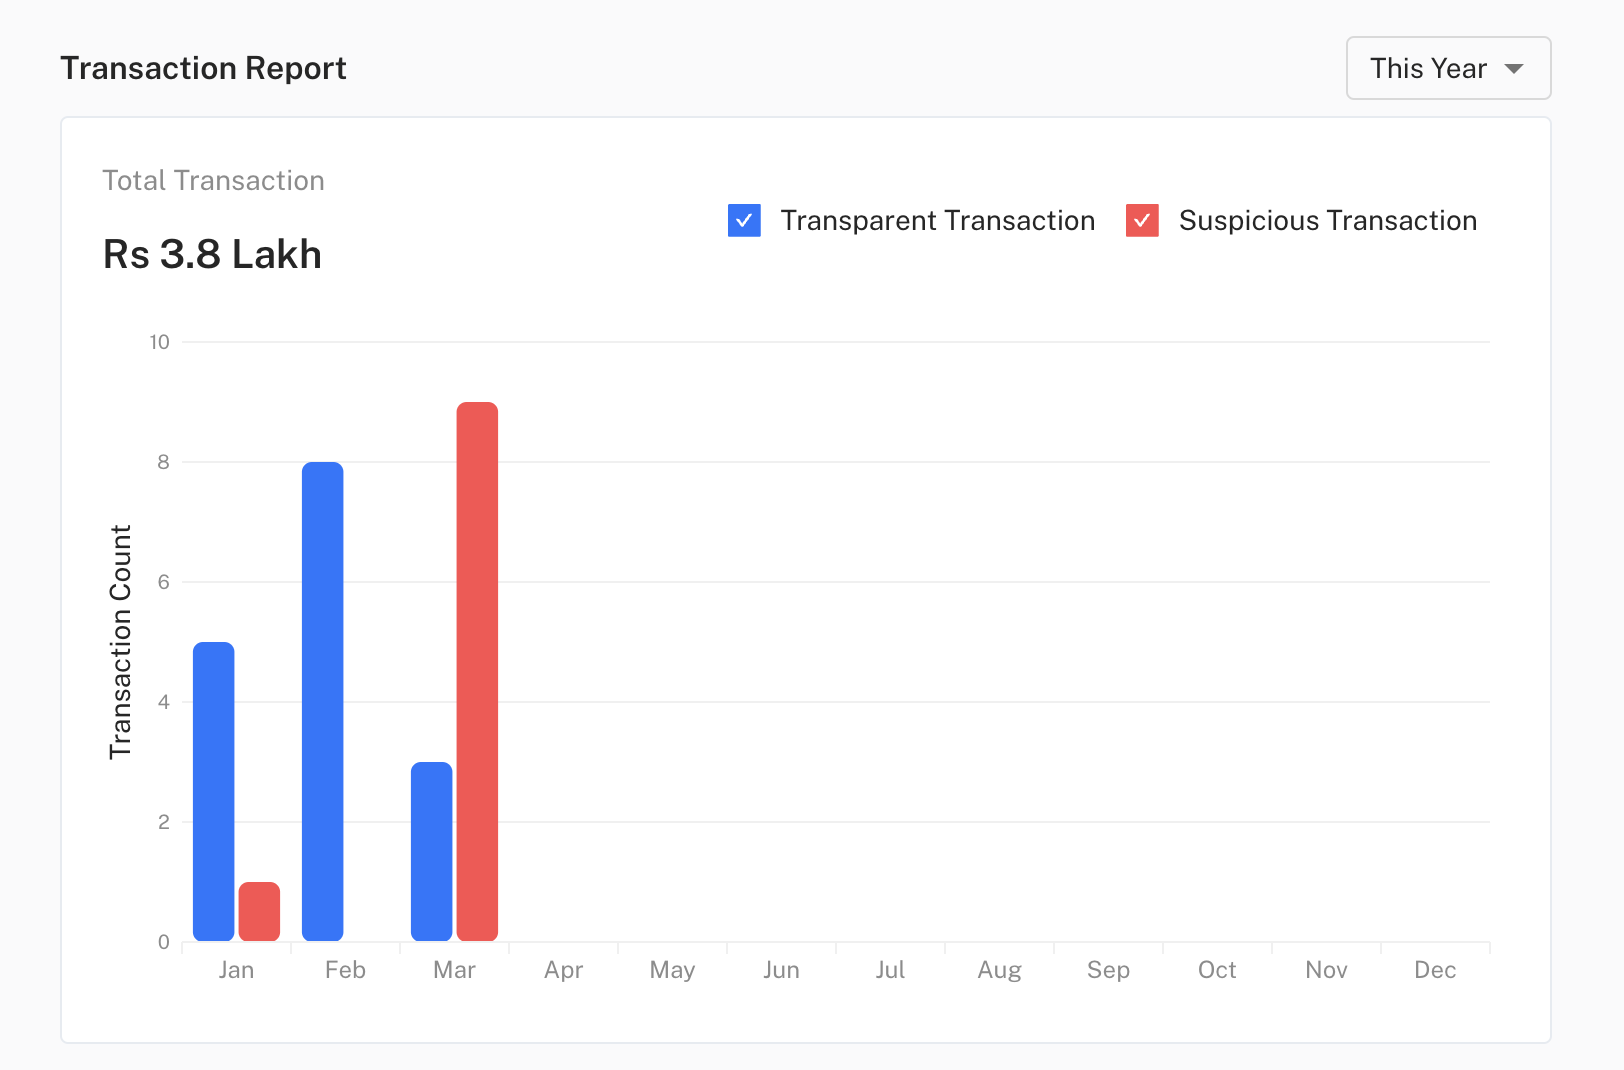 Transaction Report
This Year
Total Transaction
Rs 3.8 Lakh
Transparent Transaction
Suspicious Transaction
Transaction Count
10
8
6
4
2
0
Jan Feb Mar Apr May Jun Jul Aug Sep Oct Nov Dec